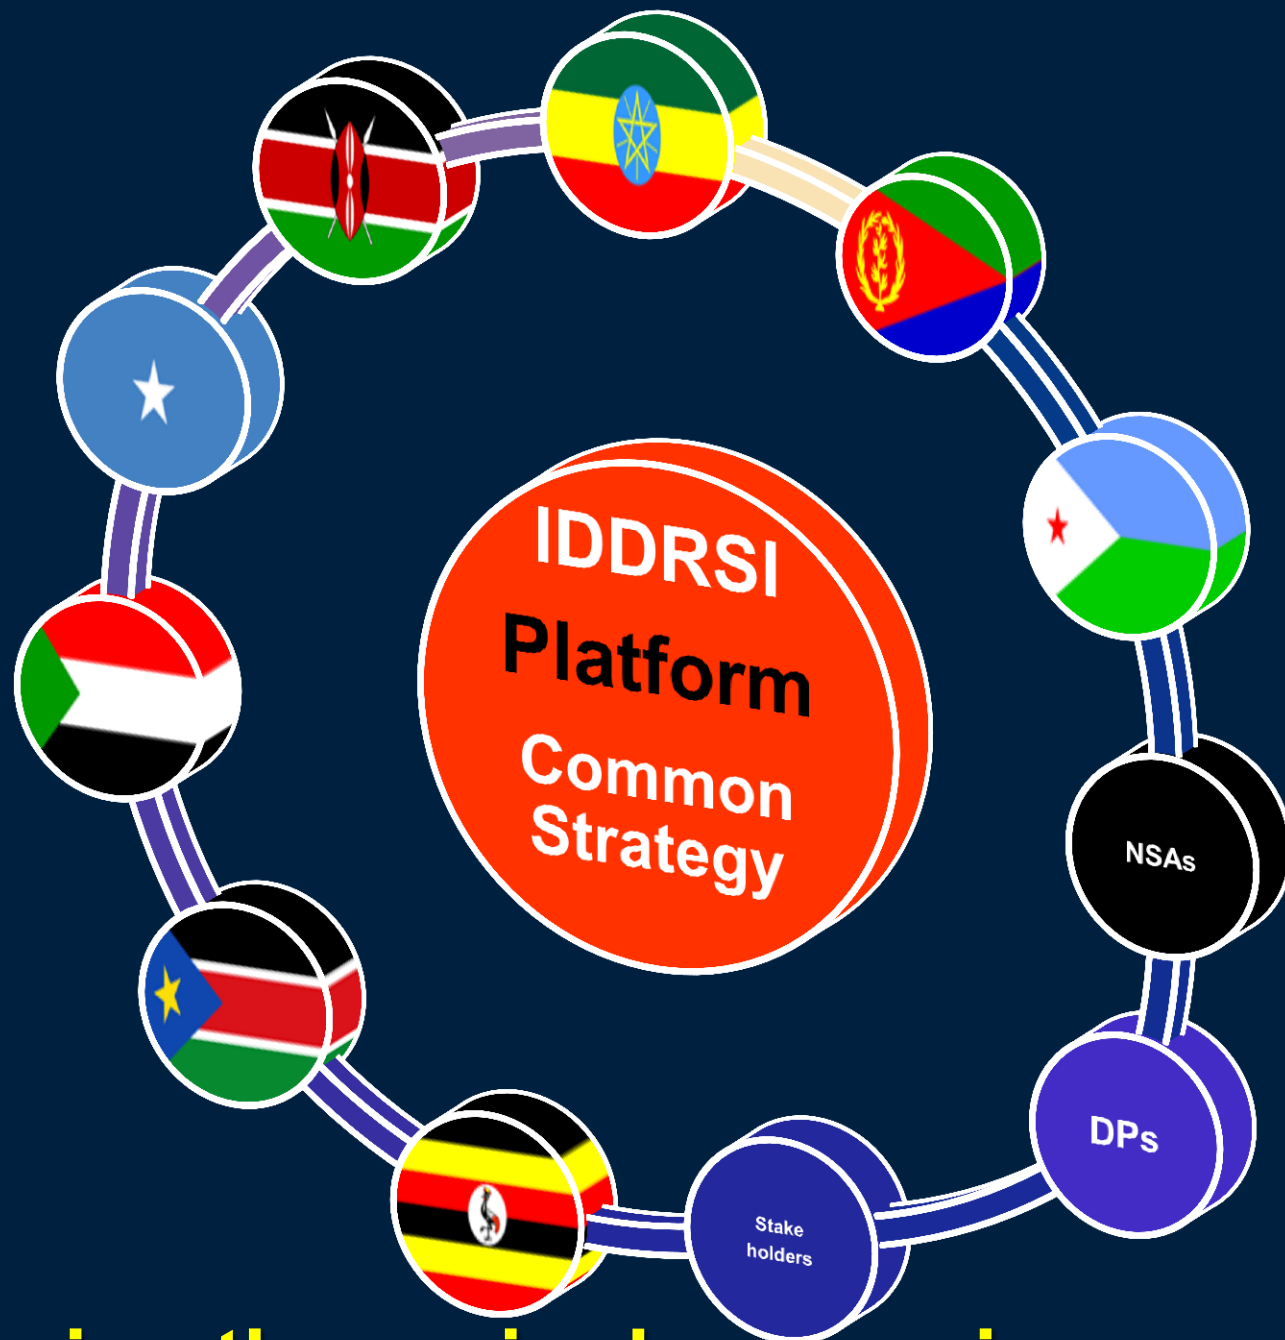 IDDRSI
Platform
Common
Strategy
NSAs
DPs
Stake
holders